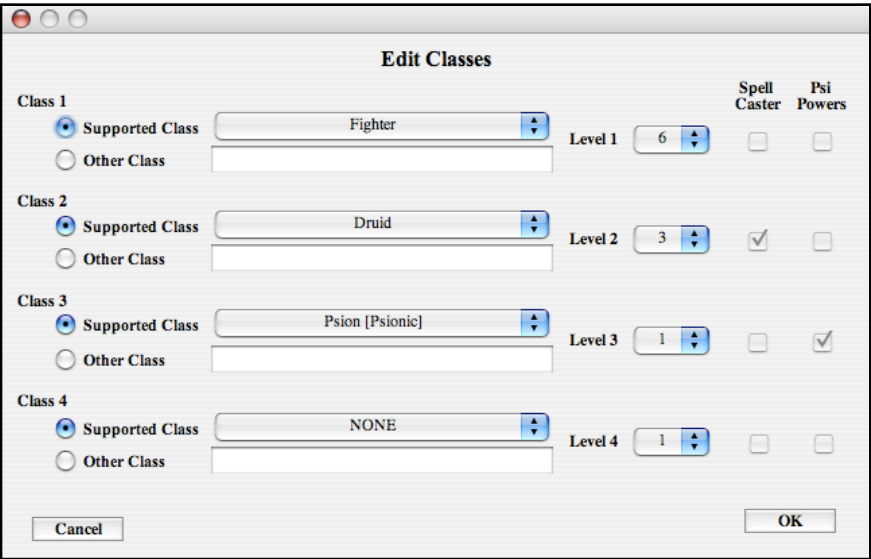 Edit Classes
Spell Caster
Psi Powers
Class 1
Supported Class
Fighter
Level 1
6
Other Class
Class 2
Supported Class
Druid
Level 2
3
Other Class
Class 3
Supported Class
Psion [Psionic]
Level 3
1
Other Class
Class 4
Supported Class
NONE
Level 4
1
Other Class
Cancel
OK